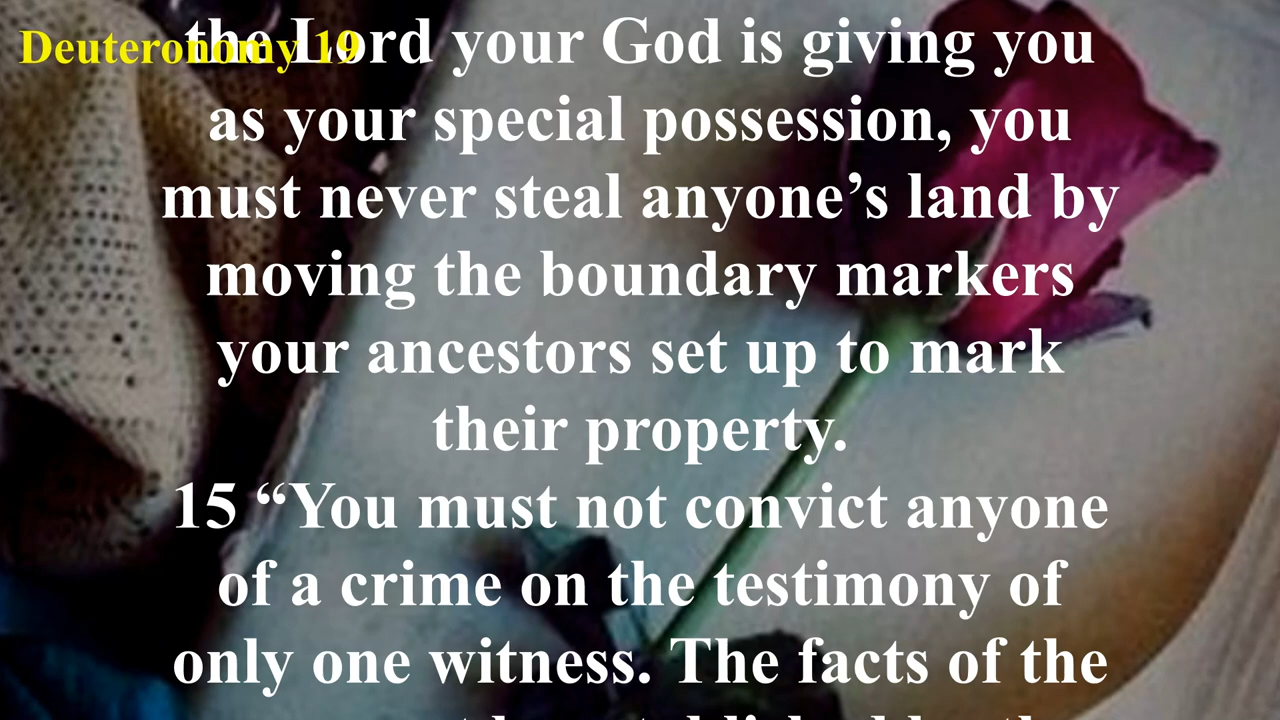 Deuteronomy 19
the Lord your God is giving you
as your special possession, you
must never steal anyone’s land by
moving the boundary markers
your ancestors set up to mark
their property.
15 “You must not convict anyone
of a crime on the testimony of
only one witness. The facts of the